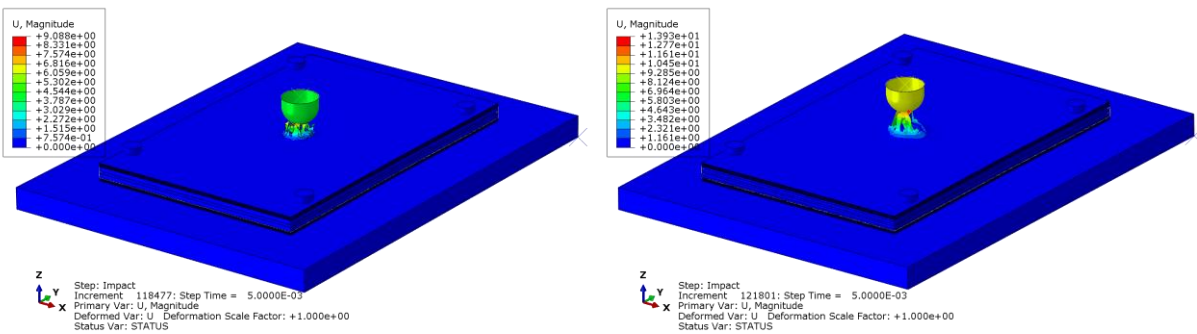 U, Magnitude
+9.088e+00
+8.331e+00
+7.574e+00
+6.816e+00
+6.059e+00
+5.302e+00
+4.544e+00
+3.787e+00
+3.029e+00
+2.272e+00
+1.515e+00
+7.574e-01
+0.000e+00
Z
Y
X
Step: Impact
Increment 118477: Step Time = 5.0000E-03
Primary Var: U, Magnitude
Deformed Var: U Deformation Scale Factor: +1.000e+00
Status Var: STATUS
U, Magnitude
+1.393e+01
+1.277e+01
+1.161e+01
+1.045e+01
+9.285e+00
+8.124e+00
+6.964e+00
+5.803e+00
+4.643e+00
+3.482e+00
+2.321e+00
+1.161e+00
+0.000e+00
Z
Y
X
Step: Impact
Increment 121801: Step Time = 5.0000E-03
Primary Var: U, Magnitude
Deformed Var: U Deformation Scale Factor: +1.000e+00
Status Var: STATUS